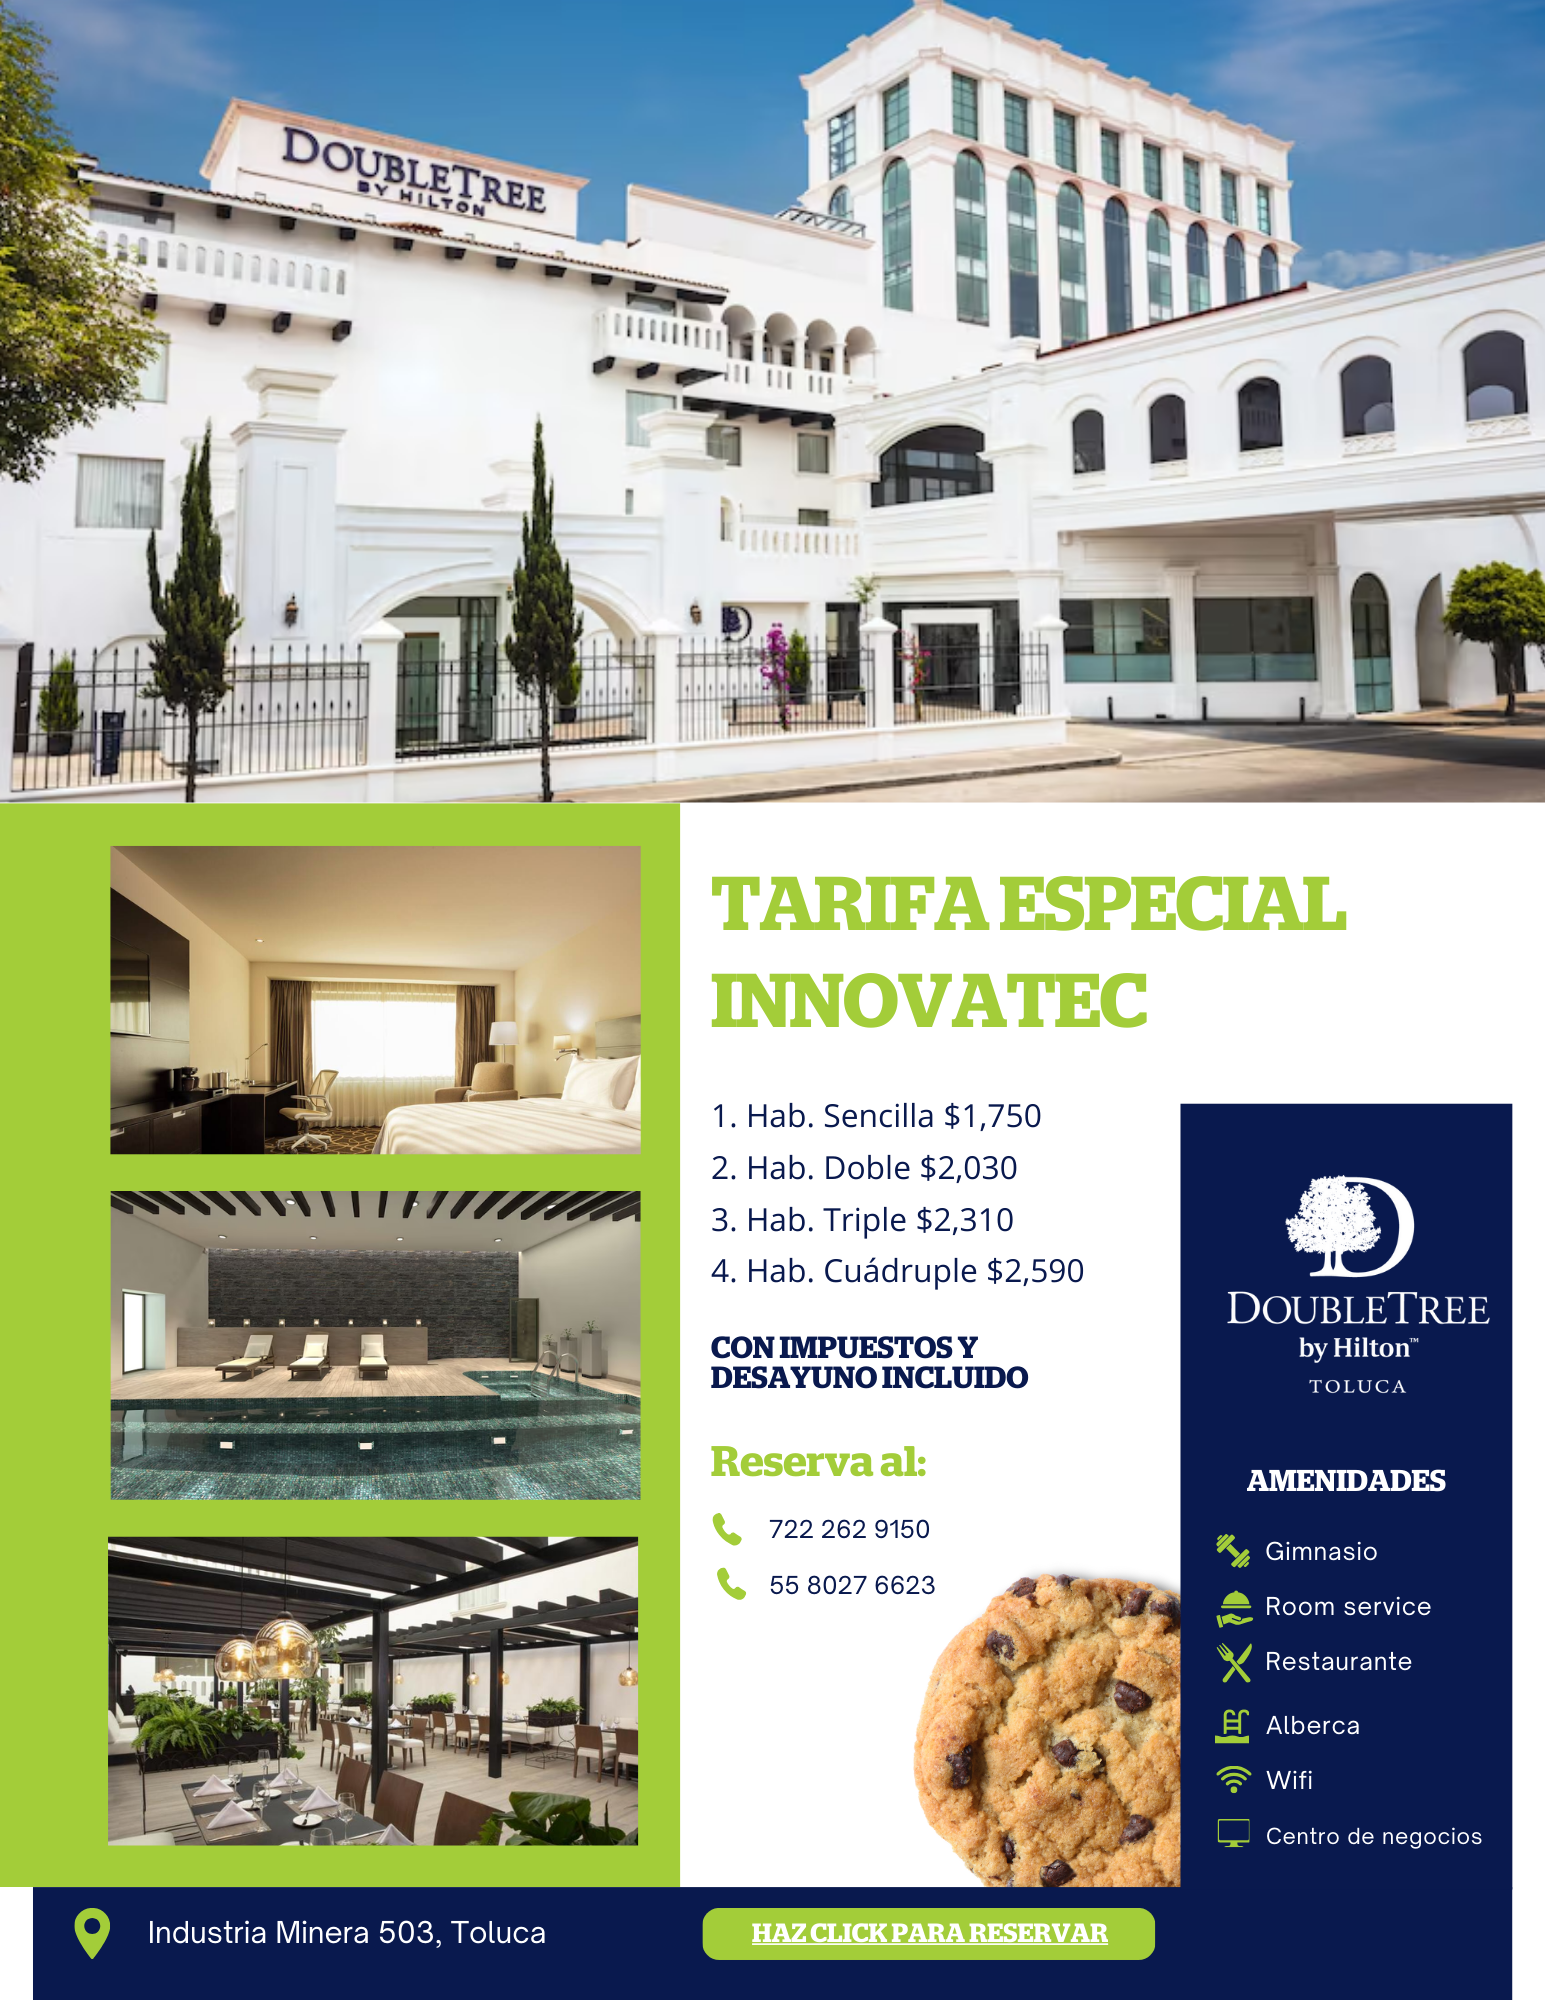 DOUBLETREE
BY HILTON
TARIFA ESPECIAL
INNOVATEC
1. Hab. Sencilla $1,750
2. Hab. Doble $2,030
3. Hab. Triple $2,310
4. Hab. Cuádruple $2,590
CON IMPUESTOS Y
DESAYUNO INCLUIDO
Reserva al:
722 262 9150
55 8027 6623
D
DOUBLETREE
by Hilton™
TOLUCA
AMENIDADES
Gimnasio
Room service
Restaurante
Alberca
Wifi
Centro de negocios
Industria Minera 503, Toluca
HAZ CLICK PARA RESERVAR